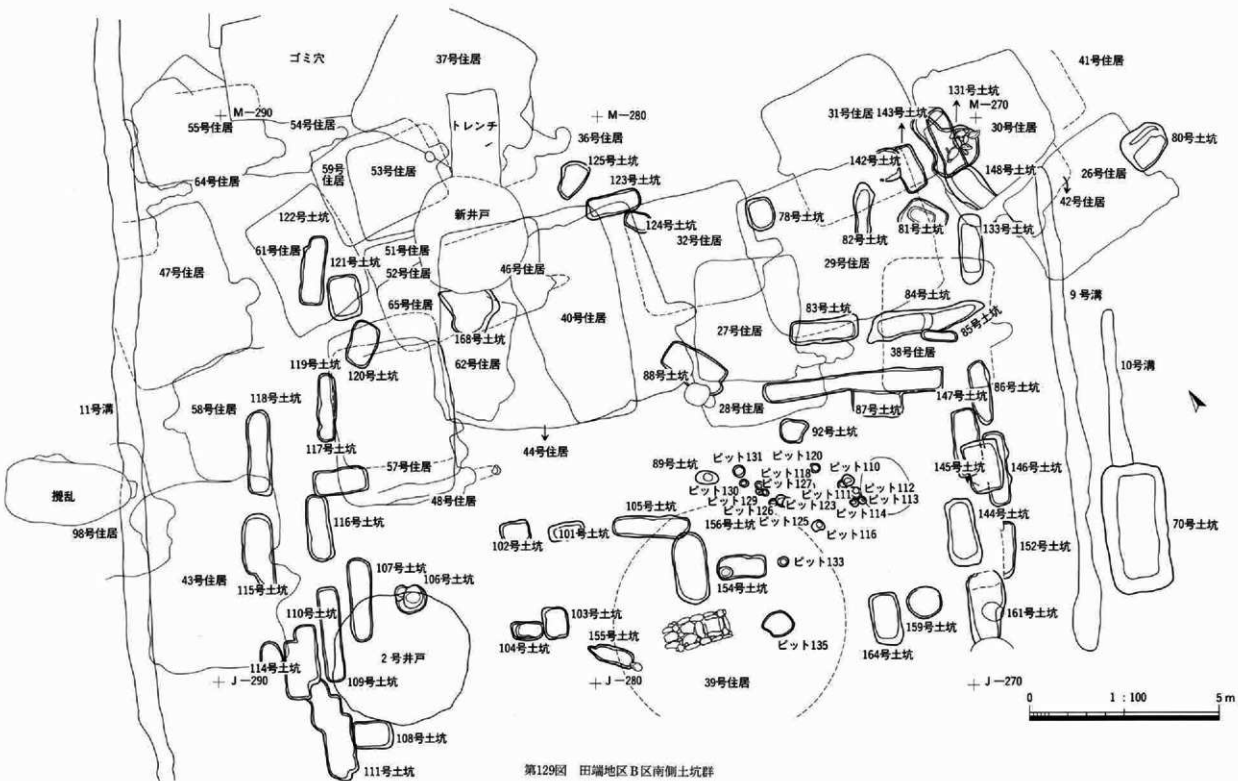 ゴミ穴
37号住居
41号住居
131号土坑
M-290
M-280
31号住居
143号土坑
M-270
55号住居
54号住居
トレンチ
36号住居
30号住居
80号土坑
125号土坑
142号土坑
59号
住居
53号住居
123号土坑
148号土坑
26号住居
64号住居
42号住居
122号土坑
新井戸
124号土坑
78号土坑
81号土坑
133号土坑
61号住居
51号住居
32号住居
82号土坑
121号土坑
52号住居
46号住居
29号住居
47号住居
65号住居
83号土坑
84号土坑
9号溝
168号土坑
40号住居
27号住居
85号土坑
62号住居
38号住居
119号土坑
120号土坑
88号土坑
10号溝
11号溝
58号住居
118号土坑
28号住居
87号土坑
147号土坑
86号土坑
117号土坑
44号住居
92号土坑
57号住居
ピット131
ピット120
89号土坑
ピット118
ピット110
145号土坑
146号土坑
撹乱
48号住居
ピット130
ピット127
ピット112
ピット129
ピット111
ピット113
116号土坑
ピット126
ピット123
ピット114
144号土坑
98号住居
105号土坑
156号土坑
ピット125
70号土坑
102号土坑
101号土坑
ピット116
152号土坑
43号住居
107号土坑
106号土坑
ピット133
115号土坑
154号土坑
110号土坑
103号土坑
159号土坑
161号土坑
104号土坑
155号土坑
ピット135
164号土坑
2号井戸
114号土坑
J-290
109号土坑
J-280
39号住居
J-270
0
1:100
5m
108号土坑
111号土坑
第129図 田端地区B区南側土坑群